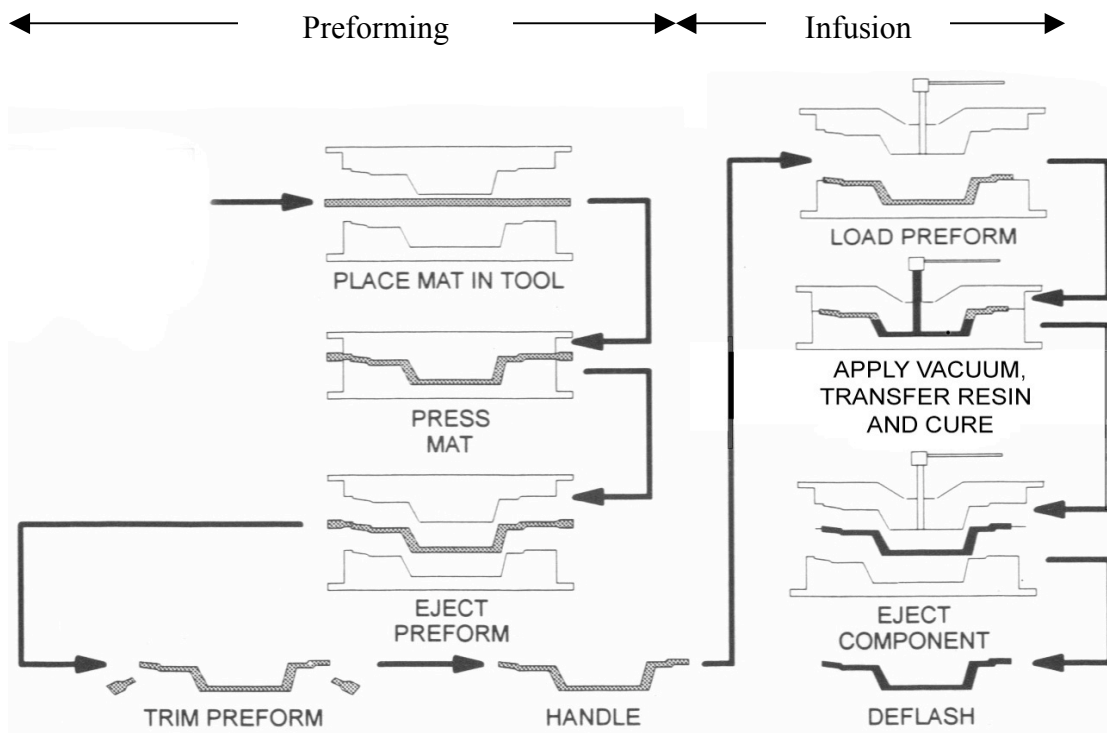 Preforming
Infusion
PLACE MAT IN TOOL
PRESS
MAT
EJECT
PREFORM
TRIM PREFORM
HANDLE
LOAD PREFORM
APPLY VACUUM,
TRANSFER RESIN
AND CURE
EJECT
COMPONENT
DEFLASH